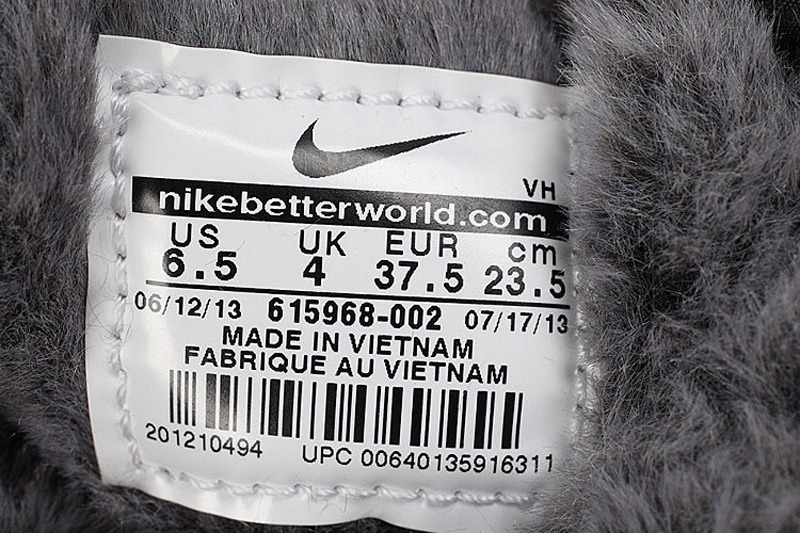 VH
nikebetterworld.com
US UK EUR cm
6.5 4 37.5 23.5
06/12/13 615968-002 07/17/13
MADE IN VIETNAM
FABRIQUE AU VIETNAM
201210494 UPC 00640135916311